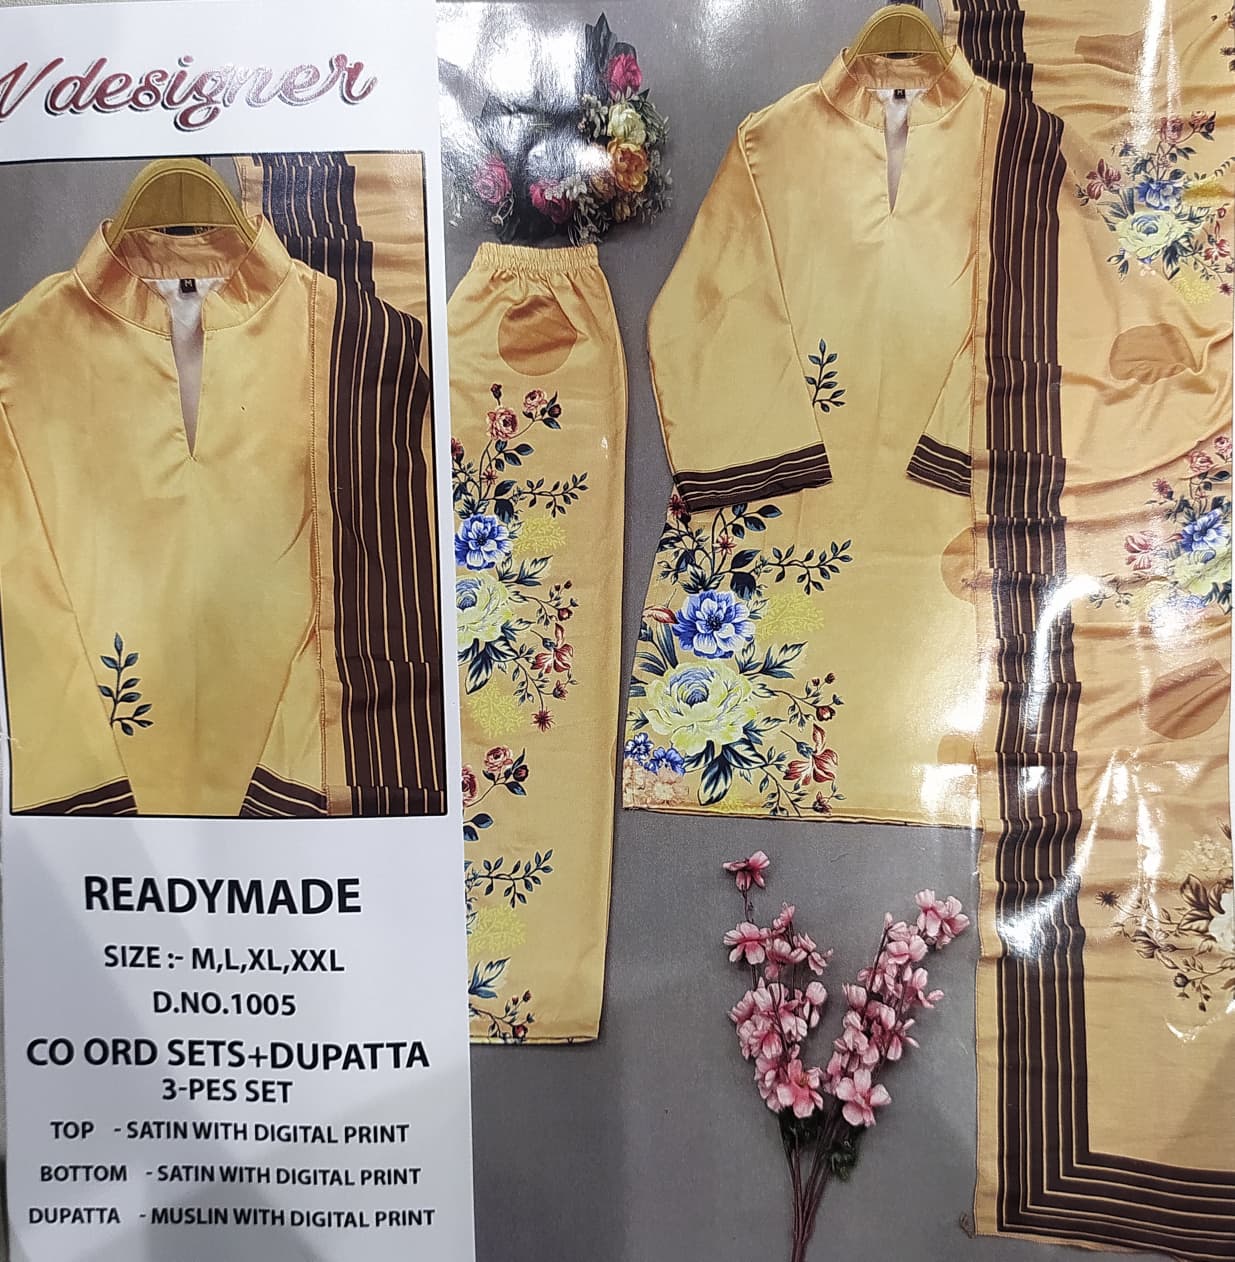 V designer
M
M
READYMADE
SIZE :- M,L,XL,XXL
D.NO.1005
CO ORD SETS+DUPATTA
3-PES SET
TOP - SATIN WITH DIGITAL PRINT
BOTTOM - SATIN WITH DIGITAL PRINT
DUPATTA - MUSLIN WITH DIGITAL PRINT